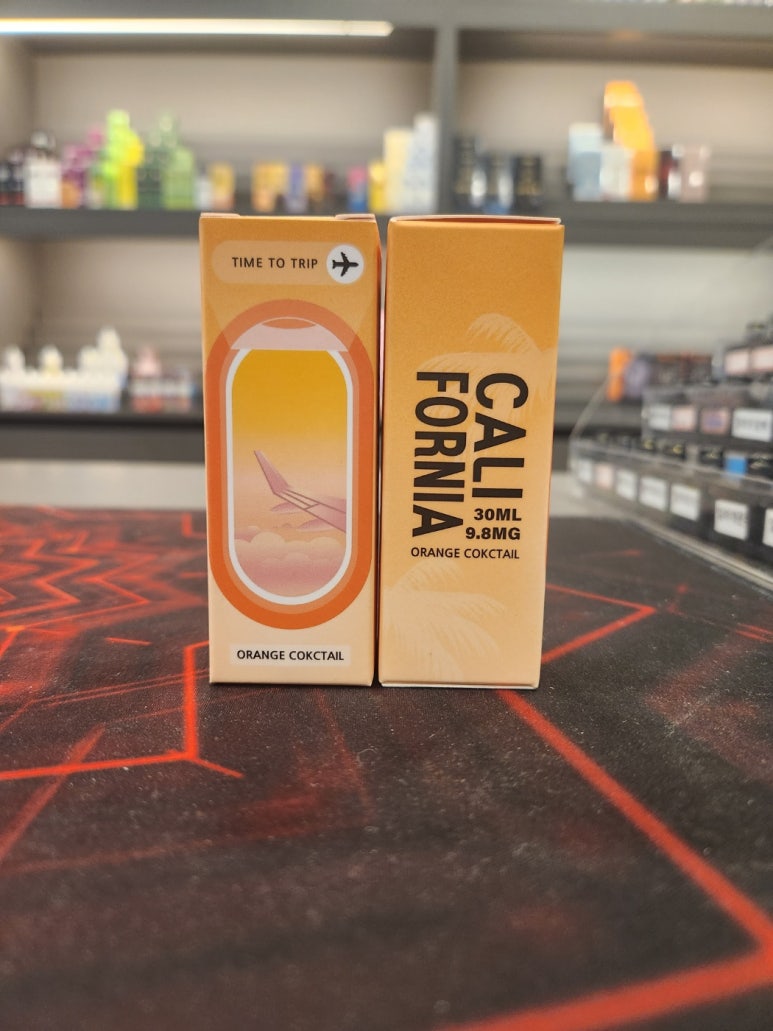 TIME TO TRIP
ORANGE COKCTAIL
CALI
FORNIA
30ML
9.8MG
ORANGE COKCTAIL